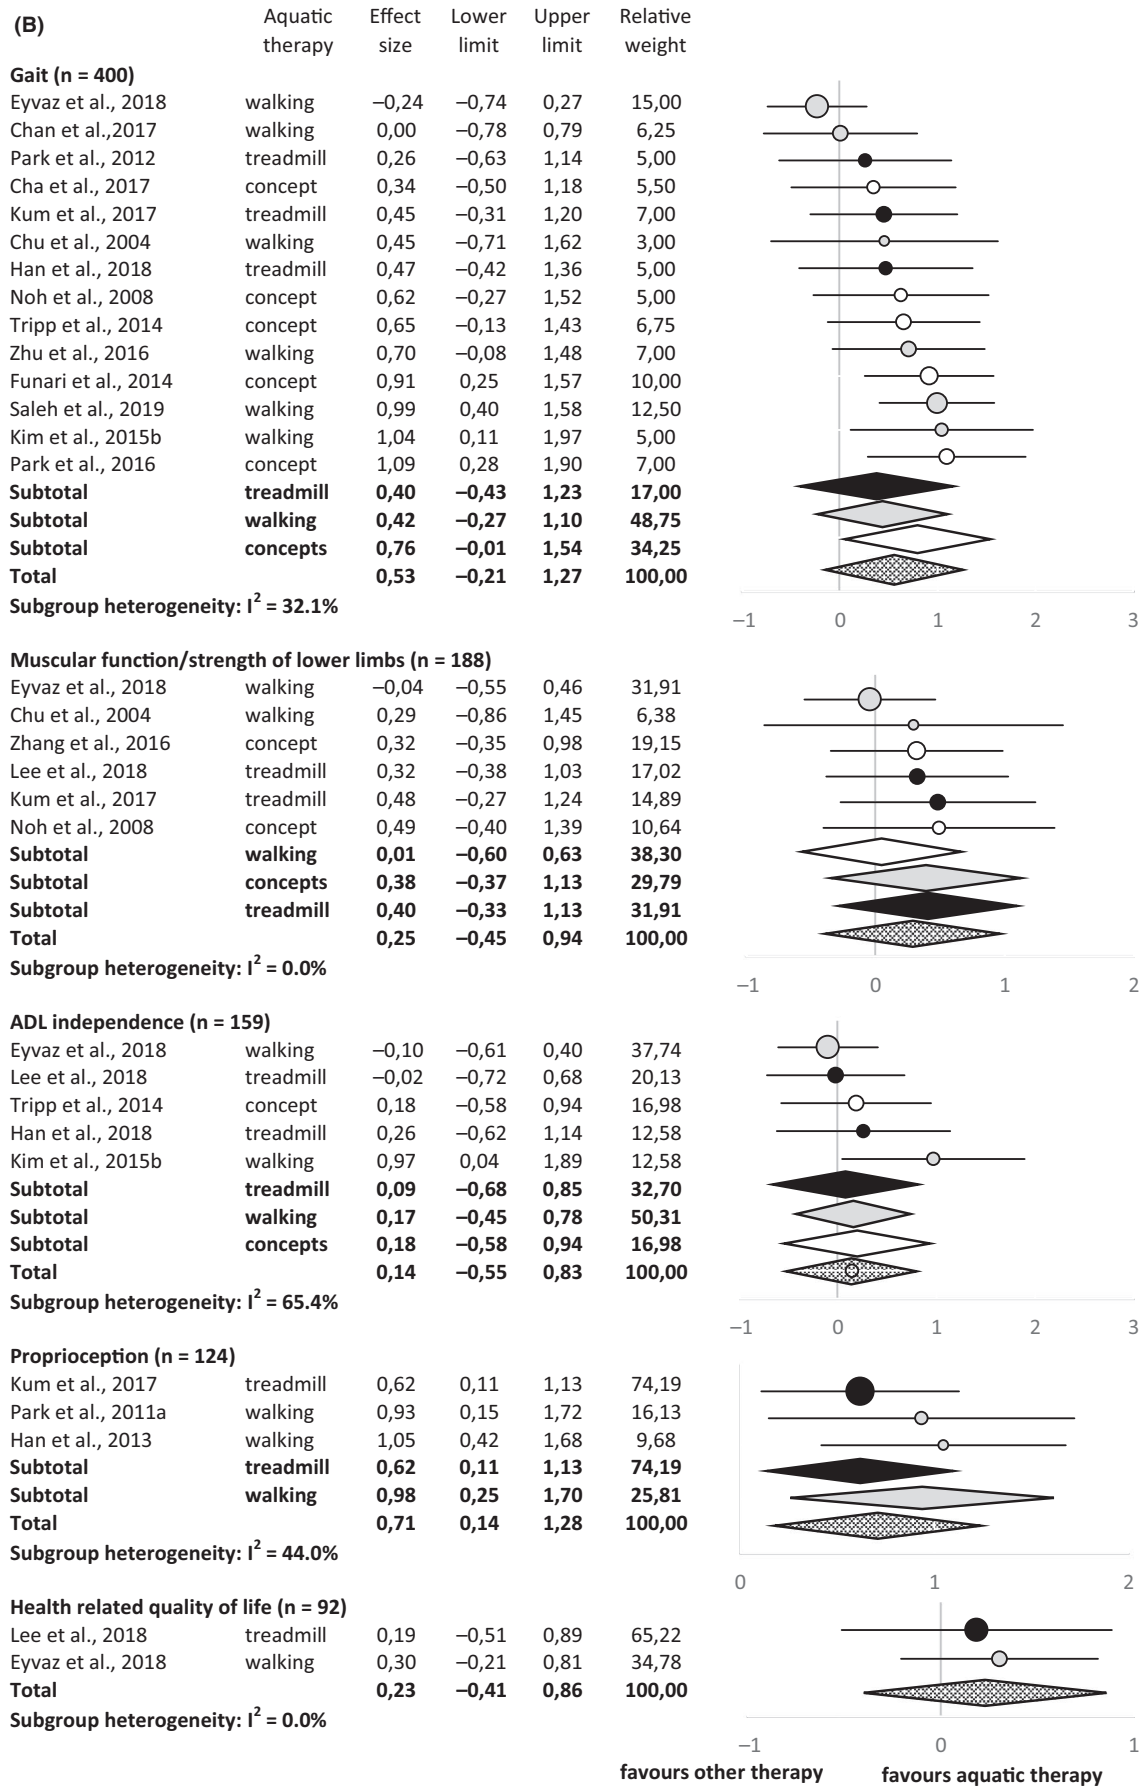 (B)
Aquatic therapy Effect size Lower limit Upper limit Relative weight
Gait (n = 400)
Eyvaz et al., 2018 walking −0,24 −0,74 0,27 15,00
Chan et al.,2017 walking 0,00 −0,78 0,79 6,25
Park et al., 2012 treadmill 0,26 −0,63 1,14 5,00
Cha et al., 2017 concept 0,34 −0,50 1,18 5,50
Kum et al., 2017 treadmill 0,45 −0,31 1,20 7,00
Chu et al., 2004 walking 0,45 −0,71 1,62 3,00
Han et al., 2018 treadmill 0,47 −0,42 1,36 5,00
Noh et al., 2008 concept 0,62 −0,27 1,52 5,00
Tripp et al., 2014 concept 0,65 −0,13 1,43 6,75
Zhu et al., 2016 walking 0,70 −0,08 1,48 7,00
Funari et al., 2014 concept 0,91 0,25 1,57 10,00
Saleh et al., 2019 walking 0,99 0,40 1,58 12,50
Kim et al., 2015b walking 1,04 0,11 1,97 5,00
Park et al., 2016 concept 1,09 0,28 1,90 7,00
Subtotal treadmill 0,40 −0,43 1,23 17,00
Subtotal walking 0,42 −0,27 1,10 48,75
Subtotal concepts 0,76 −0,01 1,54 34,25
Total 0,53 −0,21 1,27 100,00
Subgroup heterogeneity: I² = 32.1%
−1 0 1 2 3
Muscular function/strength of lower limbs (n = 188)
Eyvaz et al., 2018 walking −0,04 −0,55 0,46 31,91
Chu et al., 2004 walking 0,29 −0,86 1,45 6,38
Zhang et al., 2016 concept 0,32 −0,35 0,98 19,15
Lee et al., 2018 treadmill 0,32 −0,38 1,03 17,02
Kum et al., 2017 treadmill 0,48 −0,27 1,24 14,89
Noh et al., 2008 concept 0,49 −0,40 1,39 10,64
Subtotal walking 0,01 −0,60 0,63 38,30
Subtotal concepts 0,38 −0,37 1,13 29,79
Subtotal treadmill 0,40 −0,33 1,13 31,91
Total 0,25 −0,45 0,94 100,00
Subgroup heterogeneity: I² = 0.0%
−1 0 1 2
ADL independence (n = 159)
Eyvaz et al., 2018 walking −0,10 −0,61 0,40 37,74
Lee et al., 2018 treadmill −0,02 −0,72 0,68 20,13
Tripp et al., 2014 concept 0,18 −0,58 0,94 16,98
Han et al., 2018 treadmill 0,26 −0,62 1,14 12,58
Kim et al., 2015b walking 0,97 0,04 1,89 12,58
Subtotal treadmill 0,09 −0,68 0,85 32,70
Subtotal walking 0,17 −0,45 0,78 50,31
Subtotal concepts 0,18 −0,58 0,94 16,98
Total 0,14 −0,55 0,83 100,00
Subgroup heterogeneity: I² = 65.4%
−1 0 1 2 3
Proprioception (n = 124)
Kum et al., 2017 treadmill 0,62 0,11 1,13 74,19
Park et al., 2011a walking 0,93 0,15 1,72 16,13
Han et al., 2013 walking 1,05 0,42 1,68 9,68
Subtotal treadmill 0,62 0,11 1,13 74,19
Subtotal walking 0,98 0,25 1,70 25,81
Total 0,71 0,14 1,28 100,00
Subgroup heterogeneity: I² = 44.0%
0 1 2
Health related quality of life (n = 92)
Lee et al., 2018 treadmill 0,19 −0,51 0,89 65,22
Eyvaz et al., 2018 walking 0,30 −0,21 0,81 34,78
Total 0,23 −0,41 0,86 100,00
Subgroup heterogeneity: I² = 0.0%
−1 0 1
favours other therapy favours aquatic therapy